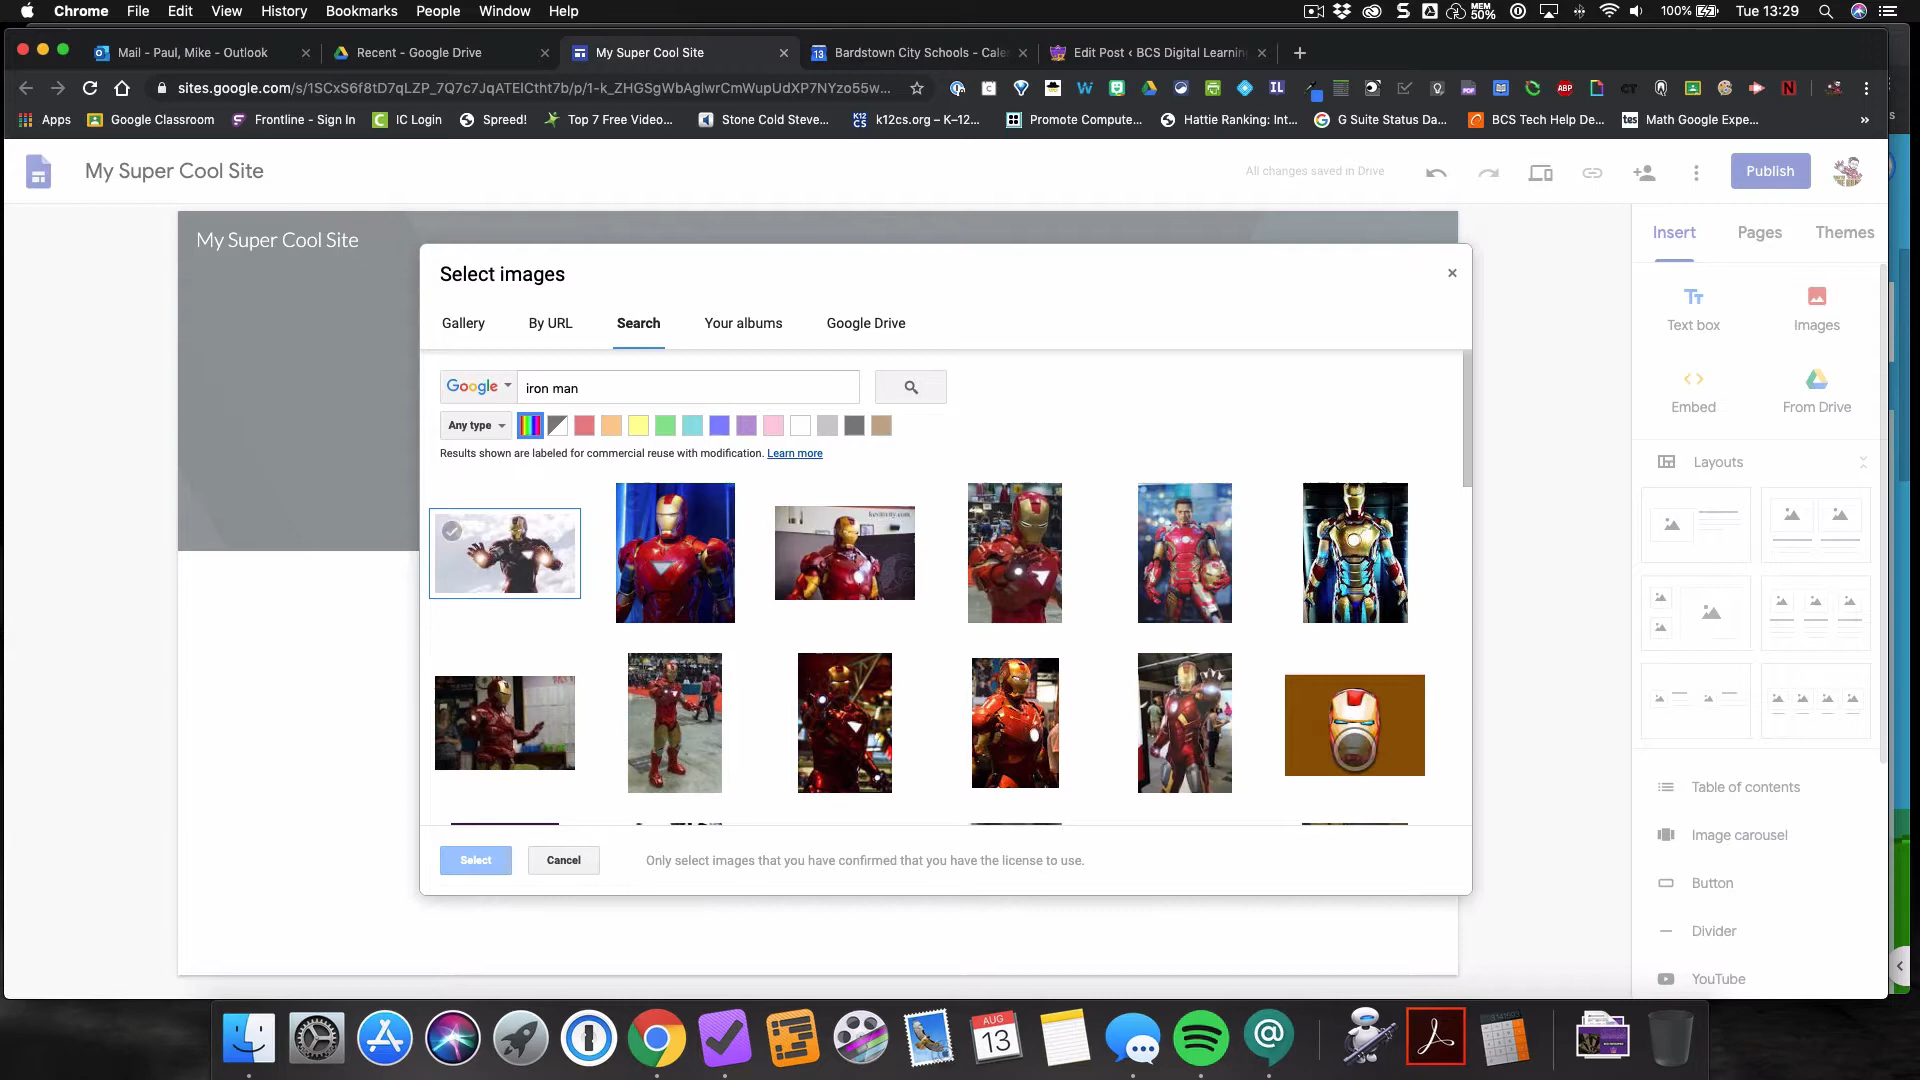 Chrome File Edit View History Bookmarks People Window Help
MEM 50% 100% Tue 13:29
Mail - Paul, Mike - Outlook
Recent - Google Drive
My Super Cool Site
Bardstown City Schools - Cale
Edit Post ‹ BCS Digital Learning
sites.google.com/s/1SCxS6f8tD7qLZP_7Q7c7JqATElCtht7b/p/1-k_ZHGSgWbAglwrCmWupUdXP7NYzo55w...
Apps
Google Classroom
Frontline - Sign In
IC Login
Spreed!
Top 7 Free Video...
Stone Cold Steve...
k12cs.org – K–12...
Promote Compute...
Hattie Ranking: Int...
G Suite Status Da...
BCS Tech Help De...
Math Google Expe...
My Super Cool Site
All changes saved in Drive
Publish
My Super Cool Site
Select images
Gallery
By URL
Search
Your albums
Google Drive
Google
iron man
Any type
Results shown are labeled for commercial reuse with modification. Learn more
Select
Cancel
Only select images that you have confirmed that you have the license to use.
Insert
Pages
Themes
Text box
Images
Embed
From Drive
Layouts
Table of contents
Image carousel
Button
Divider
YouTube
AUG
13